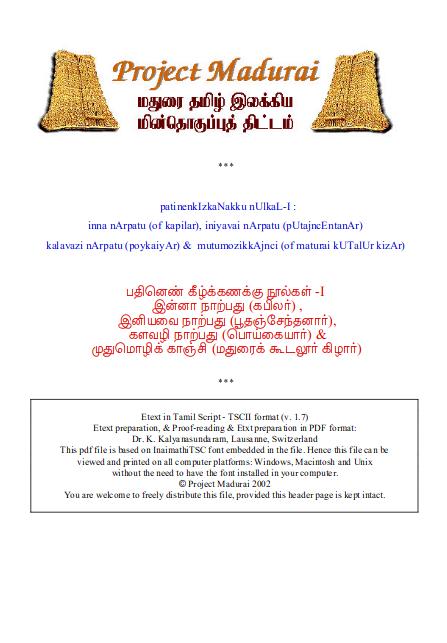 Project Madurai
மதுரை தமிழ் இலக்கிய
மின்தொகுப்புத் திட்டம்
***
patinenkIzkaNakku nUlkaL-I :
inna nArpatu (of kapilar), iniyavai nArpatu (pUtajncEntanAr)
kalavazi nArpatu (poykaiyAr) & mutumozikkAjnci (of maturai kUTalUr kizAr)
பதினெண் கீழ்க்கணக்கு நூல்கள் -I
இன்னா நாற்பது (கபிலர்) ,
இனியவை நாற்பது (பூதஞ்சேந்தனார்),
களவழி நாற்பது (பொய்கையார்) &
முதுமொழிக் காஞ்சி (மதுரைக் கூடலூர் கிழார்)
***
Etext in Tamil Script - TSCII format (v. 1.7)
Etext preparation, & Proof-reading & Etxt preparation in PDF format:
Dr. K. Kalyanasundaram, Lausanne, Switzerland
This pdf file is based on InaimathiTSC font embedded in the file. Hence this file can be
viewed and printed on all computer platforms: Windows, Macintosh and Unix
without the need to have the font installed in your computer.
© Project Madurai 2002
You are welcome to freely distribute this file, provided this header page is kept intact.